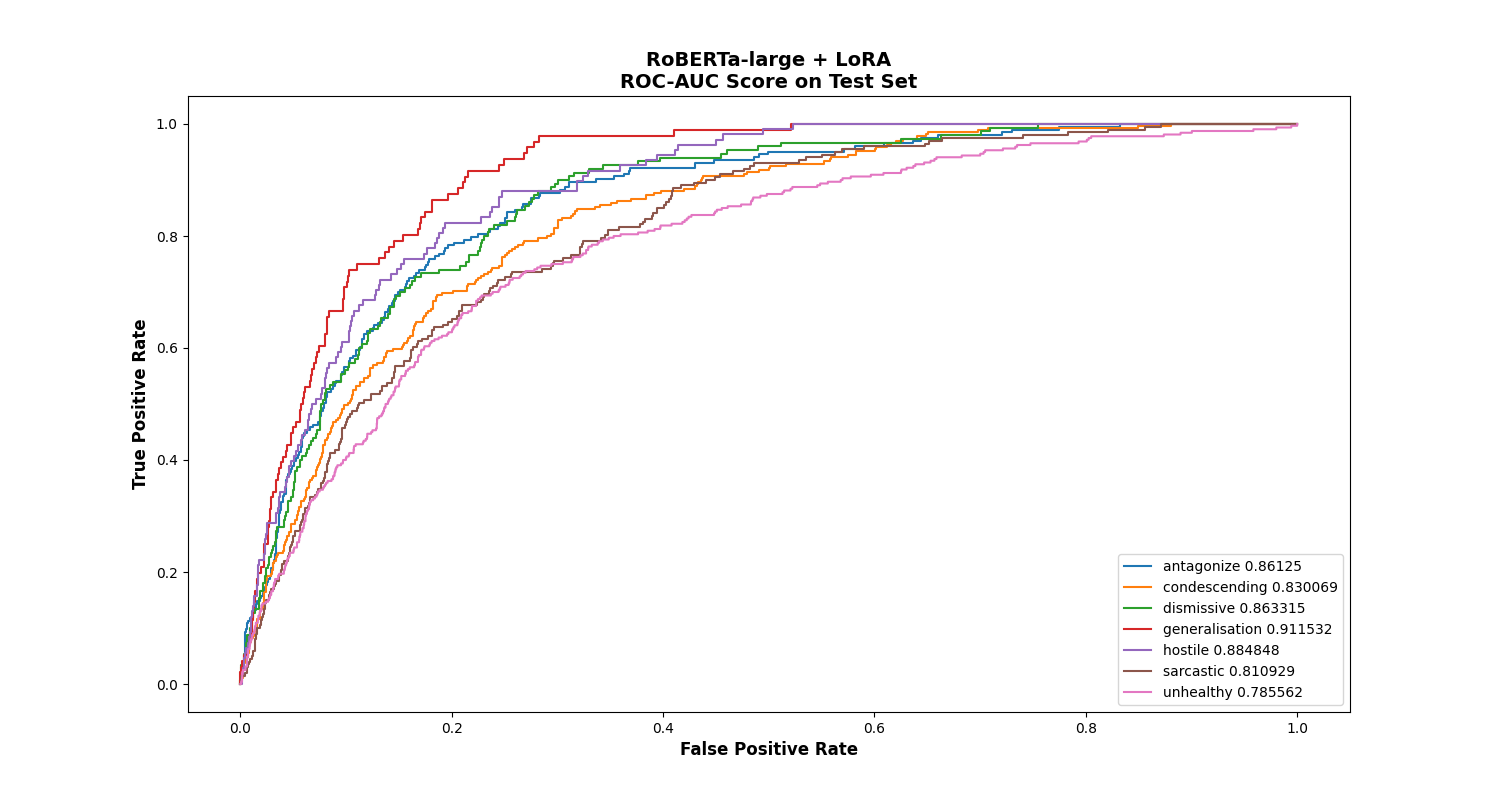 RoBERTa-large + LoRA
ROC-AUC Score on Test Set
True Positive Rate
1.0
0.8
0.6
0.4
0.2
0.0
antagonize 0.86125
condescending 0.830069
dismissive 0.863315
generalisation 0.911532
hostile 0.884848
sarcastic 0.810929
unhealthy 0.785562
0.0 0.2 0.4 0.6 0.8 1.0
False Positive Rate